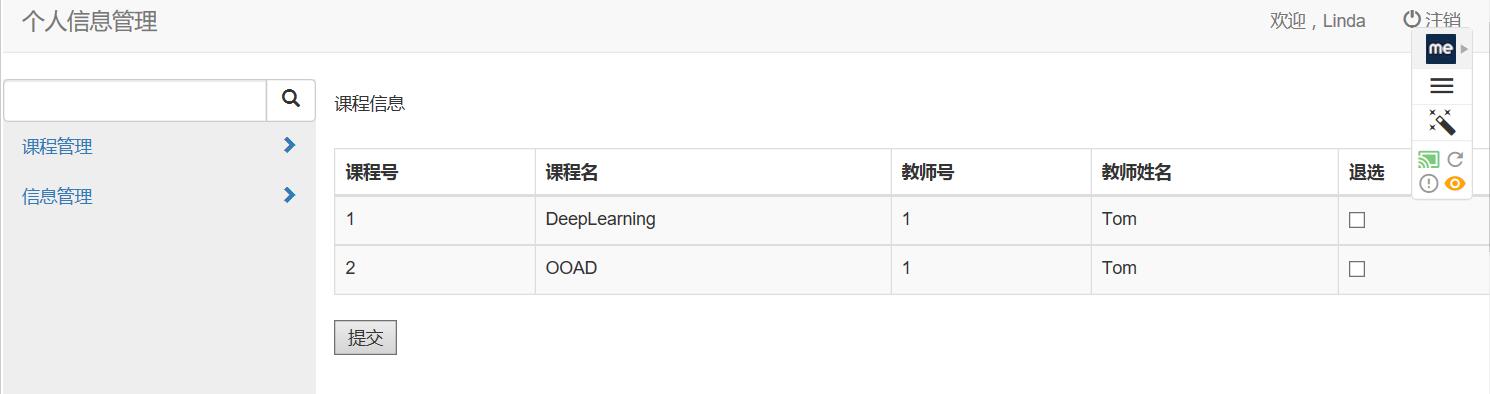 个人信息管理 欢迎，Linda 注销
me
课程信息
课程管理
信息管理
课程号 课程名 教师号 教师姓名 退选
1 DeepLearning 1 Tom
2 OOAD 1 Tom
提交